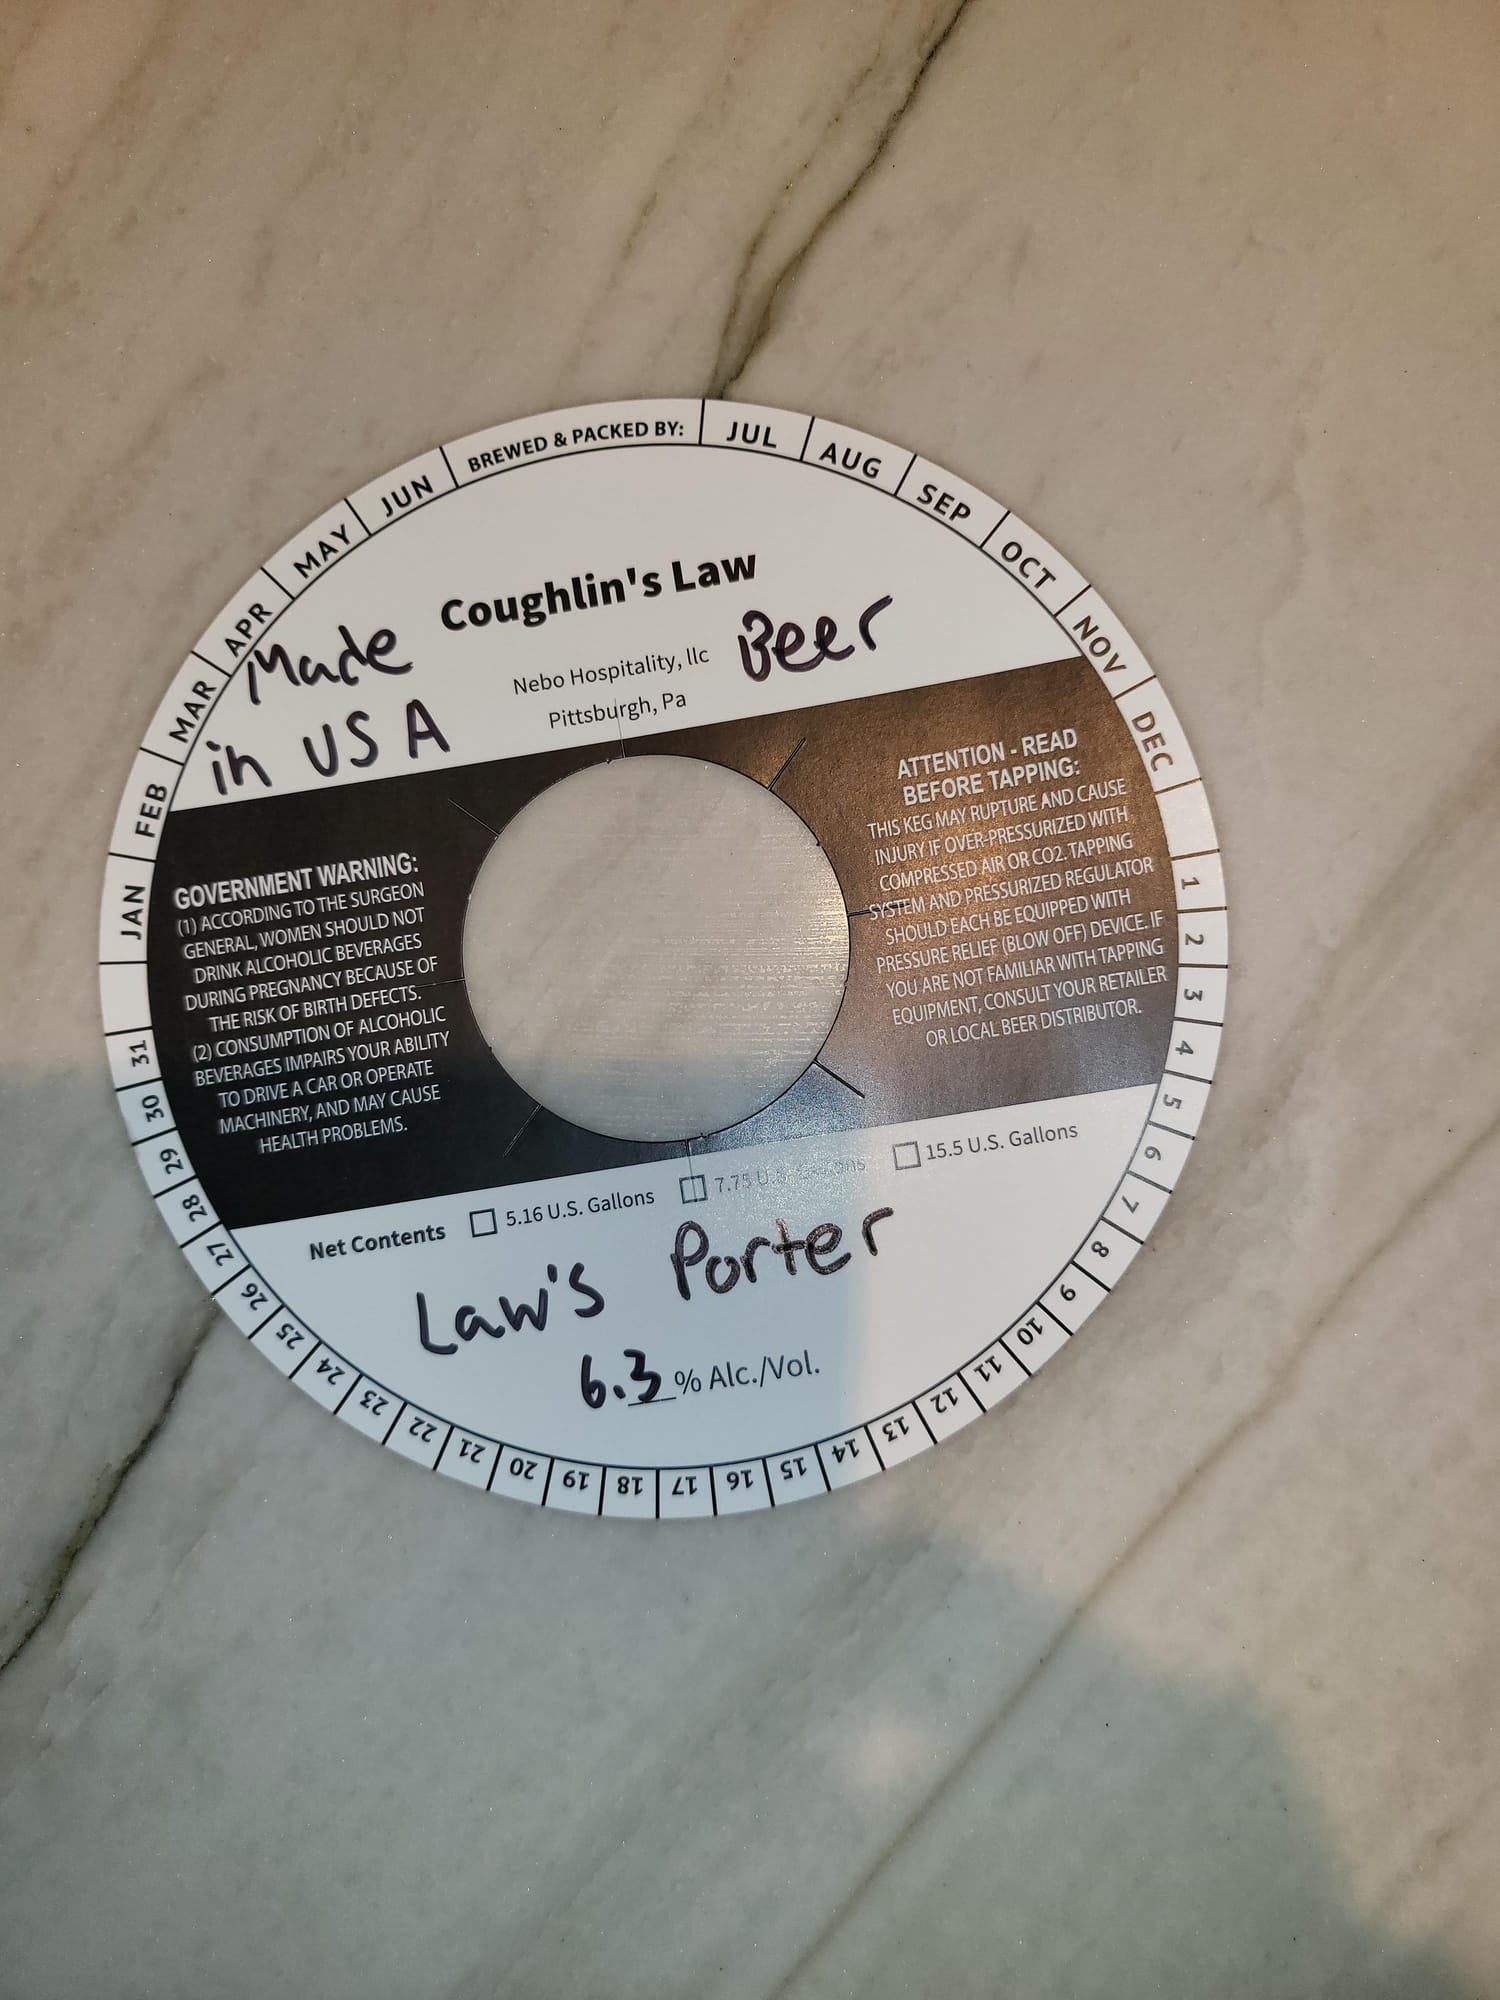 BREWED & PACKED BY:
JUL
AUG
SEP
OCT
NOV
DEC
1
2
3
4
5
6
7
8
9
10
11
12
13
14
15
16
17
18
19
20
21
22
23
24
25
26
27
28
29
30
31
JAN
FEB
MAR
APR
MAY
JUN
Coughlin's Law
Made
in USA
Nebo Hospitality, llc
Pittsburgh, Pa
Beer
GOVERNMENT WARNING:
(1) ACCORDING TO THE SURGEON
GENERAL, WOMEN SHOULD NOT
DRINK ALCOHOLIC BEVERAGES
DURING PREGNANCY BECAUSE OF
THE RISK OF BIRTH DEFECTS.
(2) CONSUMPTION OF ALCOHOLIC
BEVERAGES IMPAIRS YOUR ABILITY
TO DRIVE A CAR OR OPERATE
MACHINERY, AND MAY CAUSE
HEALTH PROBLEMS.
ATTENTION - READ
BEFORE TAPPING:
THIS KEG MAY RUPTURE AND CAUSE
INJURY IF OVER-PRESSURIZED WITH
COMPRESSED AIR OR CO2. TAPPING
SYSTEM AND PRESSURIZED REGULATOR
SHOULD EACH BE EQUIPPED WITH
PRESSURE RELIEF (BLOW OFF) DEVICE. IF
YOU ARE NOT FAMILIAR WITH TAPPING
EQUIPMENT, CONSULT YOUR RETAILER
OR LOCAL BEER DISTRIBUTOR.
Net Contents 5.16 U.S. Gallons 7.75 U.S. Gallons 15.5 U.S. Gallons
Law's Porter
6.3 % Alc./Vol.